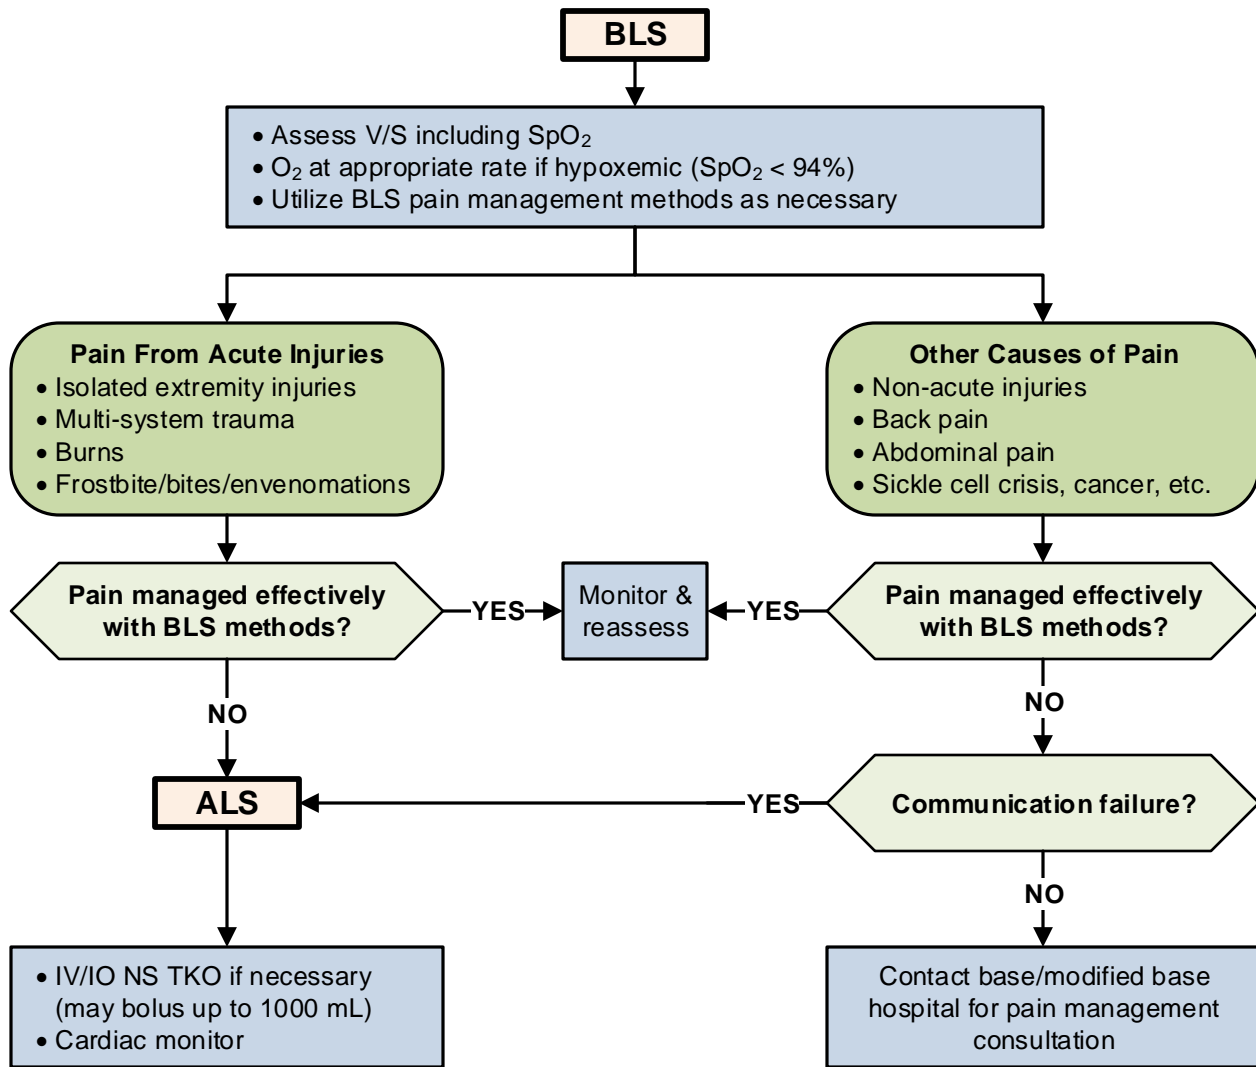 BLS
• Assess V/S including SpO₂
• O₂ at appropriate rate if hypoxemic (SpO₂ < 94%)
• Utilize BLS pain management methods as necessary
Pain From Acute Injuries
• Isolated extremity injuries
• Multi-system trauma
• Burns
• Frostbite/bites/envenomations
Other Causes of Pain
• Non-acute injuries
• Back pain
• Abdominal pain
• Sickle cell crisis, cancer, etc.
Pain managed effectively
with BLS methods?
YES
Monitor &
reassess
YES
Pain managed effectively
with BLS methods?
NO
NO
ALS
YES
Communication failure?
NO
• IV/IO NS TKO if necessary
(may bolus up to 1000 mL)
• Cardiac monitor
Contact base/modified base
hospital for pain management
consultation